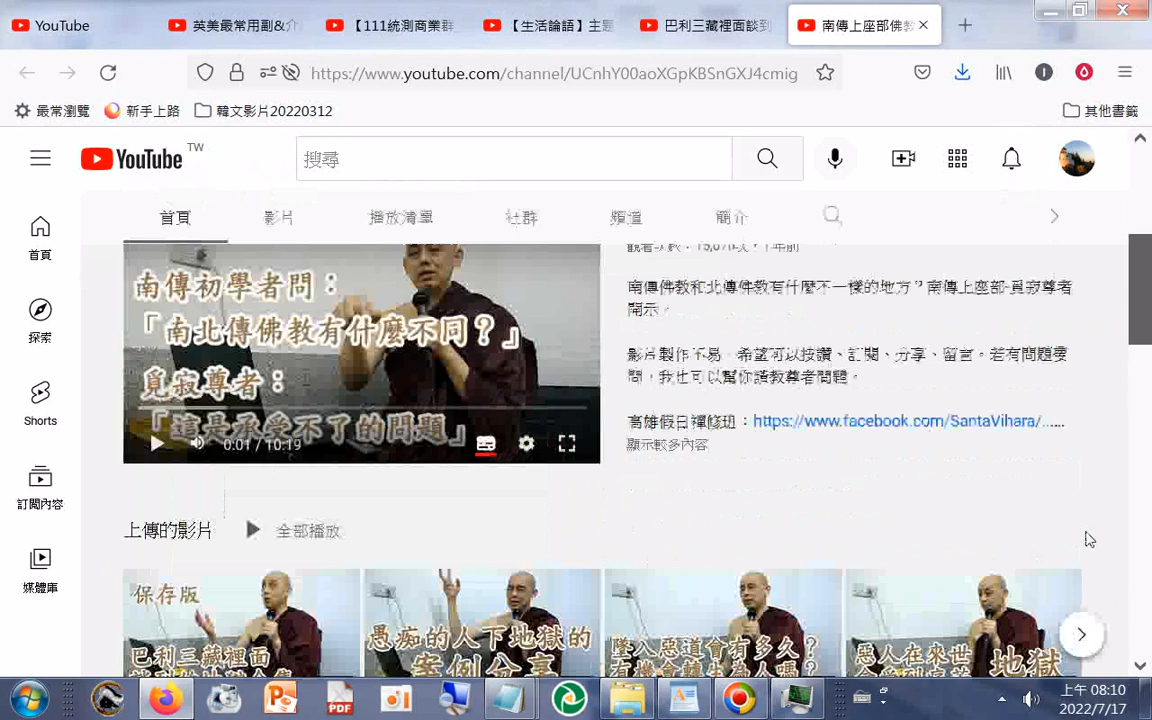 YouTube
英美最常用副&介
【111統測商業群
【生活論語】主題
巴利三藏裡面談到
南傳上座部佛教
https://www.youtube.com/channel/UCnhY00aoXGpKBSnGXJ4cmig
最常瀏覽
新手上路
韓文影片20220312
其他書籤
YouTube TW
搜尋
首頁
影片
播放清單
社群
頻道
簡介
首頁
探索
Shorts
訂閱內容
媒體庫
南傳初學者問：
「南北傳佛教有什麼不同？」
覓寂尊者：
「這是承受不了的問題」
0:01 / 10:19
南傳佛教和北傳佛教有什麼不一樣的地方？南傳上座部-覓寂尊者
開示。
影片製作不易，希望可以按讚、訂閱、分享、留言。若有問題要
問，我也可以幫你請教尊者問題。
高雄假日禪修班：https://www.facebook.com/SantaVihara/......
顯示較多內容
上傳的影片
全部播放
保存版
巴利三藏裡面
愚痴的人下地獄的
案例分享
墜入惡道會有多久？
有機會轉生為人嗎？
惡人在來世
地獄
上午 08:10
2022/7/17